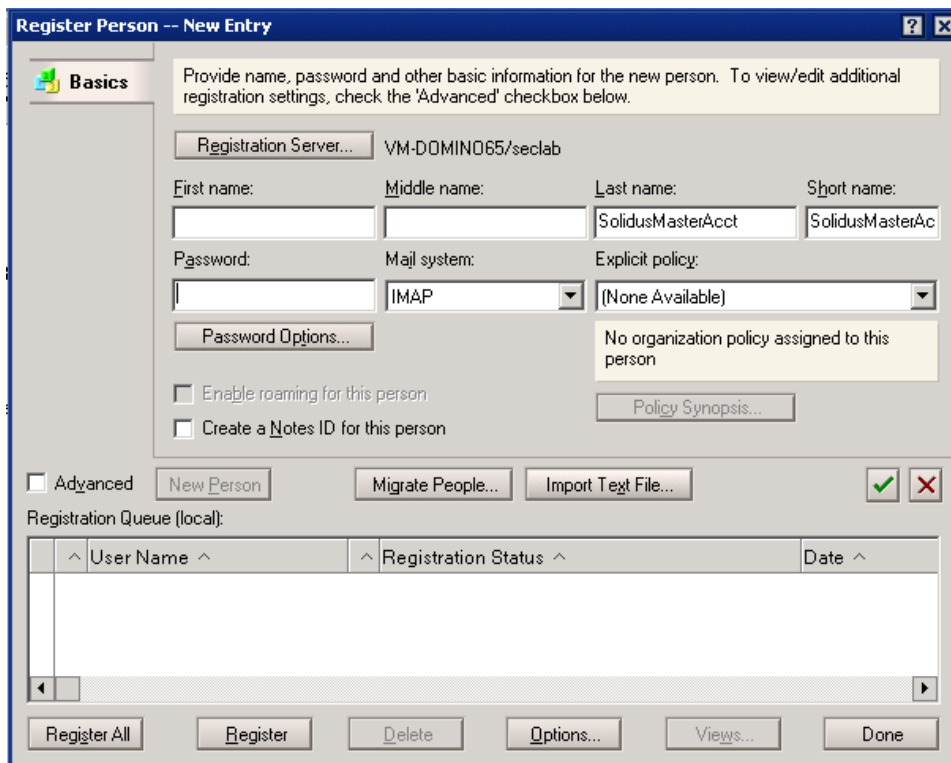 Register Person -- New Entry
Basics
Provide name, password and other basic information for the new person. To view/edit additional
registration settings, check the 'Advanced' checkbox below.
Registration Server... VM-DOMINO65/seclab
First name: Middle name: Last name: Short name:
SolidusMasterAcct SolidusMasterAc
Password: Mail system: Explicit policy:
IMAP (None Available)
Password Options... No organization policy assigned to this
person
Enable roaming for this person
Policy Synopsis...
Create a Notes ID for this person
Advanced New Person Migrate People... Import Text File...
Registration Queue (local):
User Name Registration Status Date
Register All Register Delete Options... Views... Done